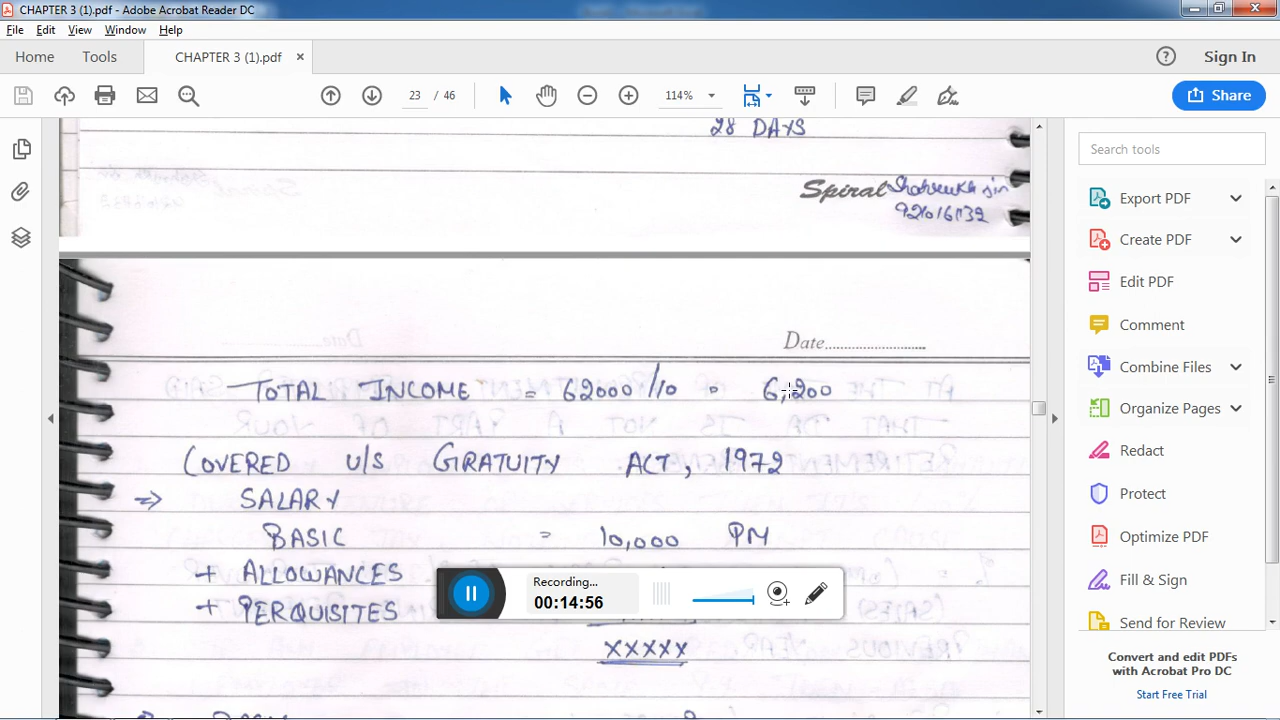 CHAPTER 3 (1).pdf - Adobe Acrobat Reader DC
File Edit View Window Help
Home Tools CHAPTER 3 (1).pdf × Sign In
23 / 46 114% Share
28 DAYS
Spiral Shahrukh sir
Date
TOTAL INCOME = 62000/10 = 6,200
COVERED U/S GRATUITY ACT, 1972
⇒ SALARY
BASIC = 10,000 PM
+ ALLOWANCES
+ PERQUISITES
XXXXX
Recording...
00:14:56
Search tools
Export PDF
Create PDF
Edit PDF
Comment
Combine Files
Organize Pages
Redact
Protect
Optimize PDF
Fill & Sign
Send for Review
Convert and edit PDFs
with Acrobat Pro DC
Start Free Trial